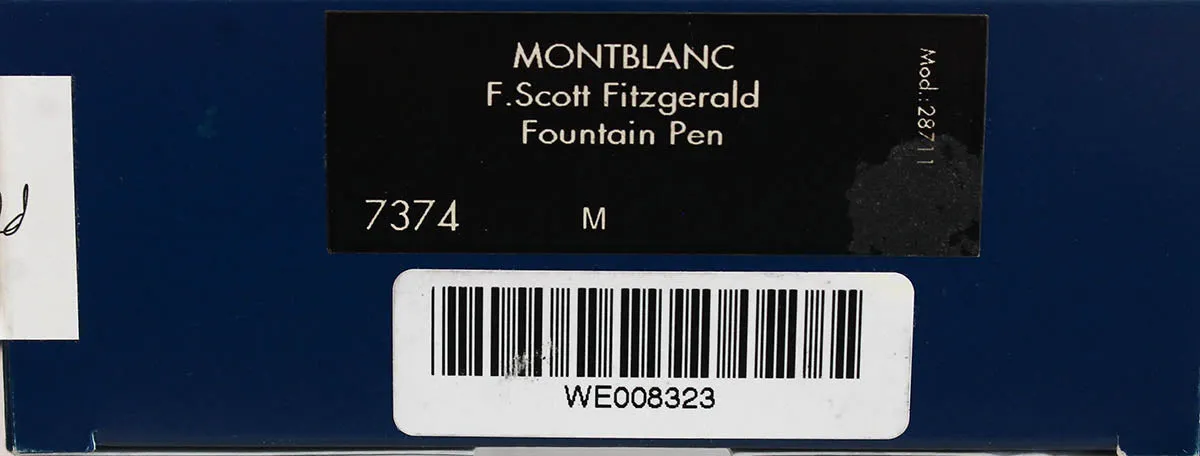 MONTBLANC
F.Scott Fitzgerald
Fountain Pen
Mod.:28711
7374 M
WE008323